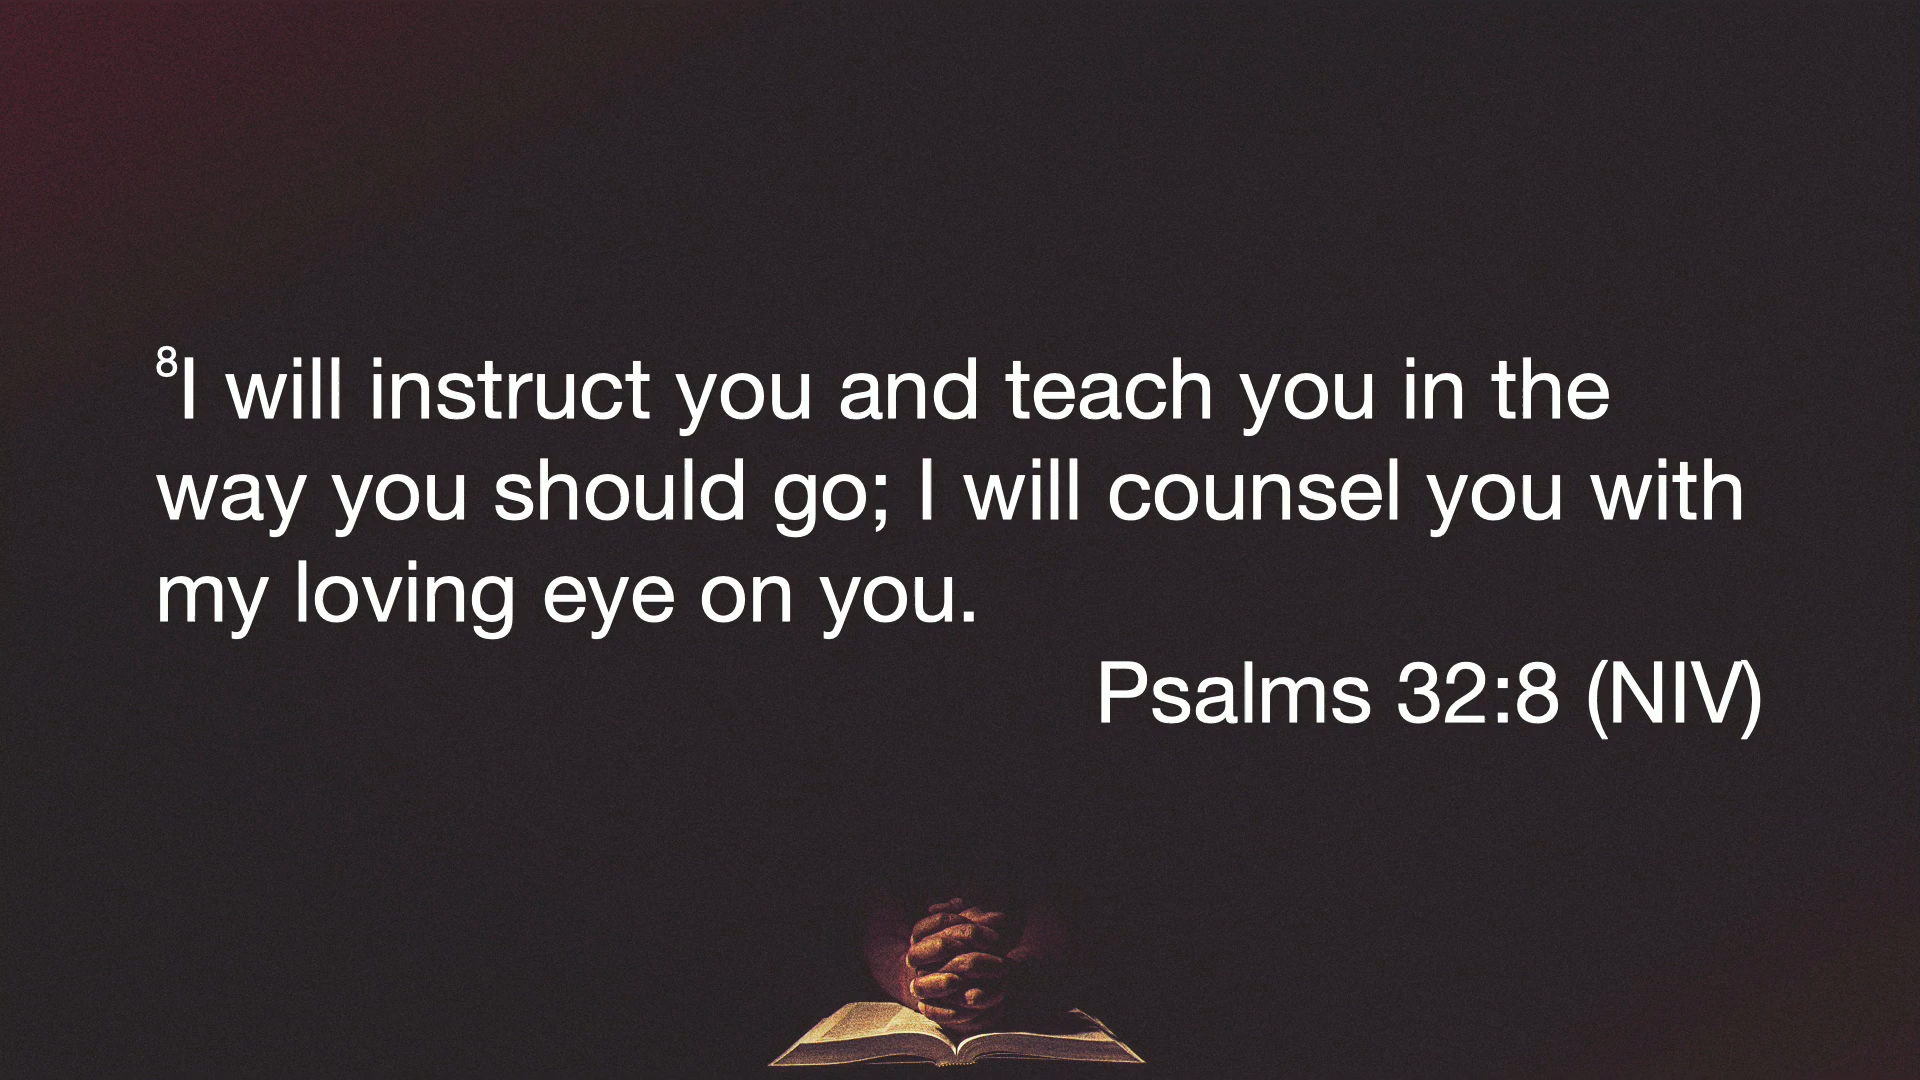 ⁸I will instruct you and teach you in the
way you should go; I will counsel you with
my loving eye on you.
Psalms 32:8 (NIV)